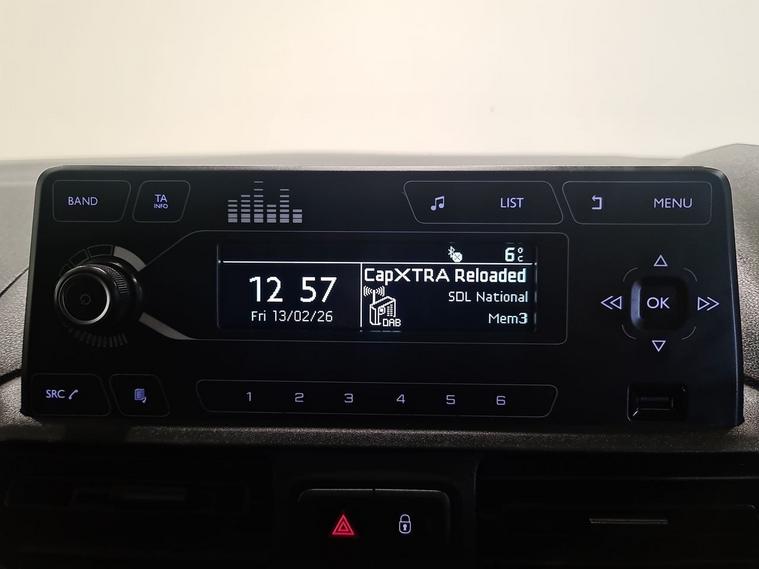 BAND
TA
INFO
LIST
MENU
6°C
12 57
CapXTRA Reloaded
SDL National
Fri 13/02/26
DAB
Mem3
OK
SRC
1 2 3 4 5 6